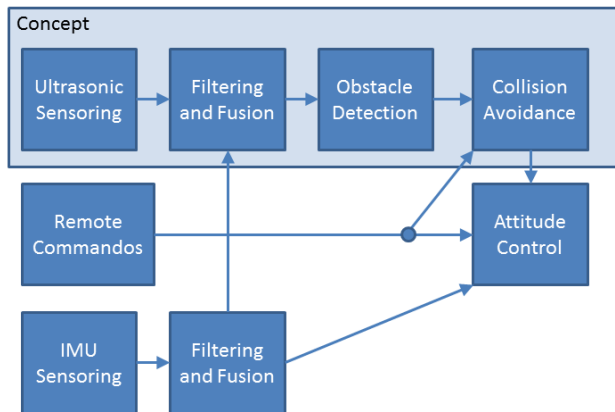 Concept
Ultrasonic
Sensoring
Filtering
and Fusion
Obstacle
Detection
Collision
Avoidance
Remote
Commandos
Attitude
Control
IMU
Sensoring
Filtering
and Fusion